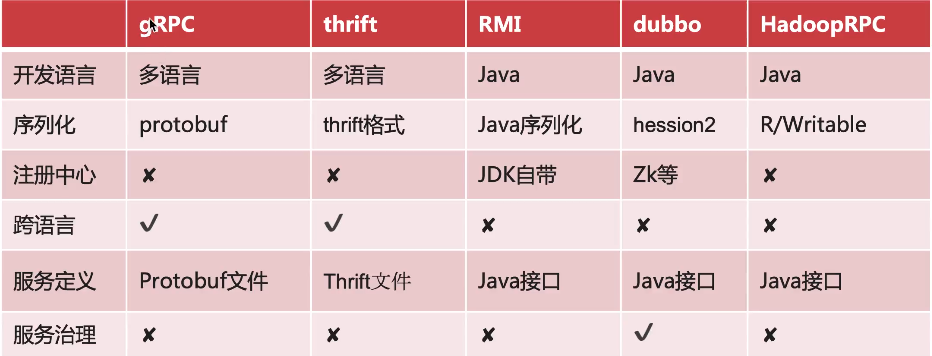 gRPC thrift RMI dubbo HadoopRPC
开发语言 多语言 多语言 Java Java Java
序列化 protobuf thrift格式 Java序列化 hession2 R/Writable
注册中心 ✘ ✘ JDK自带 Zk等 ✘
跨语言 ✓ ✓ ✘ ✘ ✘
服务定义 Protobuf文件 Thrift文件 Java接口 Java接口 Java接口
服务治理 ✘ ✘ ✘ ✓ ✘